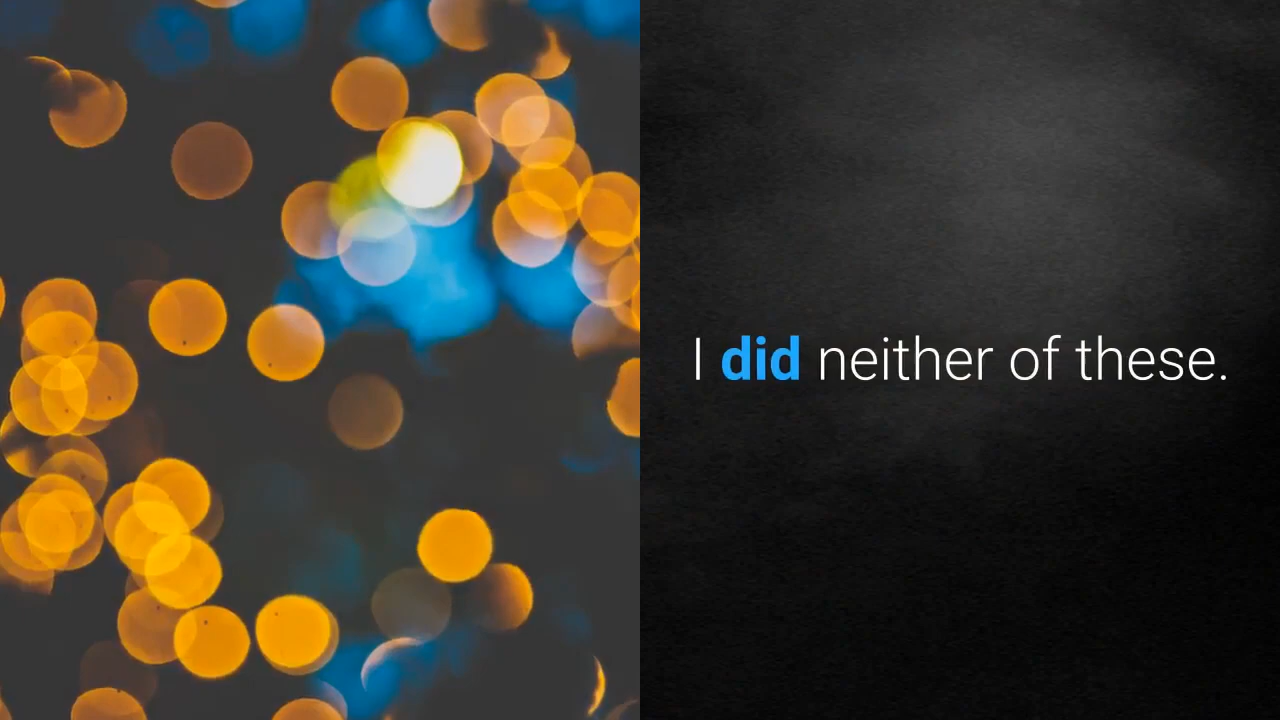 I did neither of these.